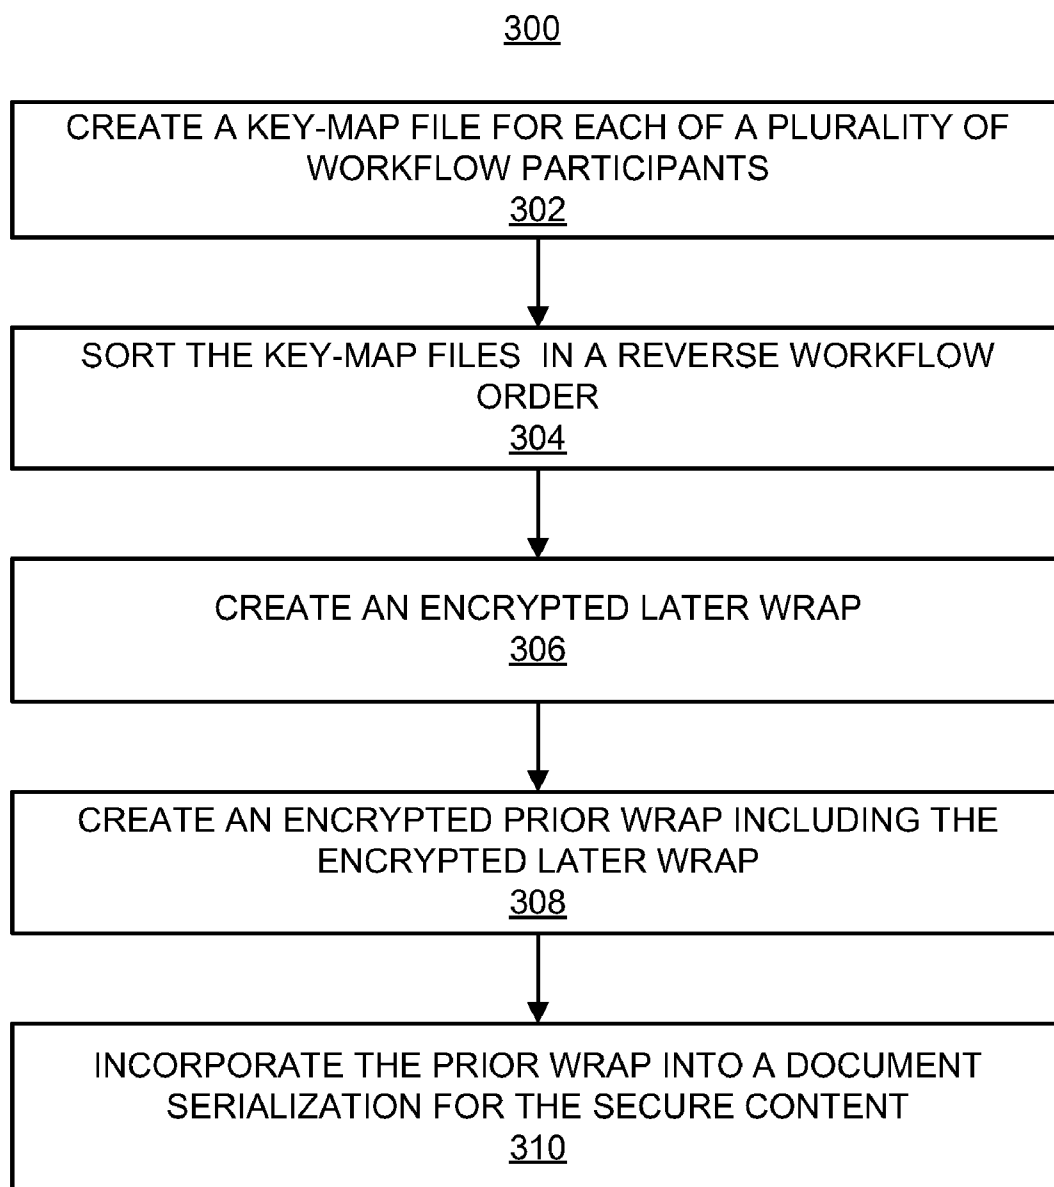 300
CREATE A KEY-MAP FILE FOR EACH OF A PLURALITY OF
WORKFLOW PARTICIPANTS
302
SORT THE KEY-MAP FILES IN A REVERSE WORKFLOW
ORDER
304
CREATE AN ENCRYPTED LATER WRAP
306
CREATE AN ENCRYPTED PRIOR WRAP INCLUDING THE
ENCRYPTED LATER WRAP
308
INCORPORATE THE PRIOR WRAP INTO A DOCUMENT
SERIALIZATION FOR THE SECURE CONTENT
310